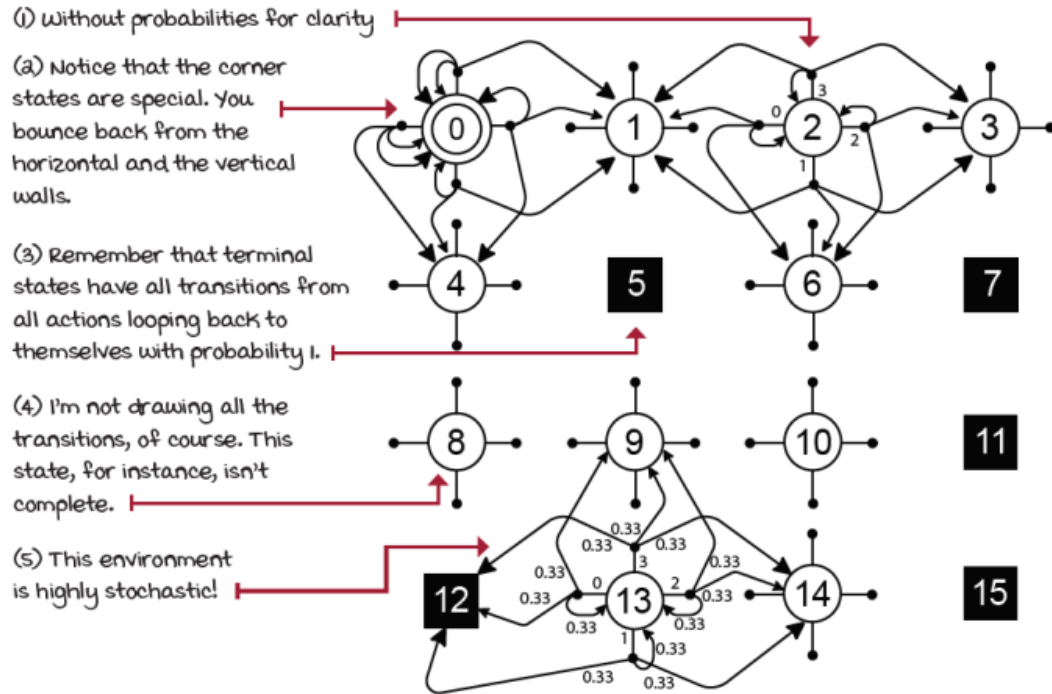 (1) Without probabilities for clarity
(2) Notice that the corner
states are special. You
bounce back from the
horizontal and the vertical
walls.
(3) Remember that terminal
states have all transitions from
all actions looping back to
themselves with probability 1.
(4) I'm not drawing all the
transitions, of course. This
state, for instance, isn't
complete.
(5) This environment
is highly stochastic!
0
1
2
3
3
0
2
1
4
5
6
7
8
9
10
11
0.33
0.33
0.33
3
0.33
0.33
0
2
0.33
0.33
0.33
1
0.33
0.33
0.33
12
13
14
15